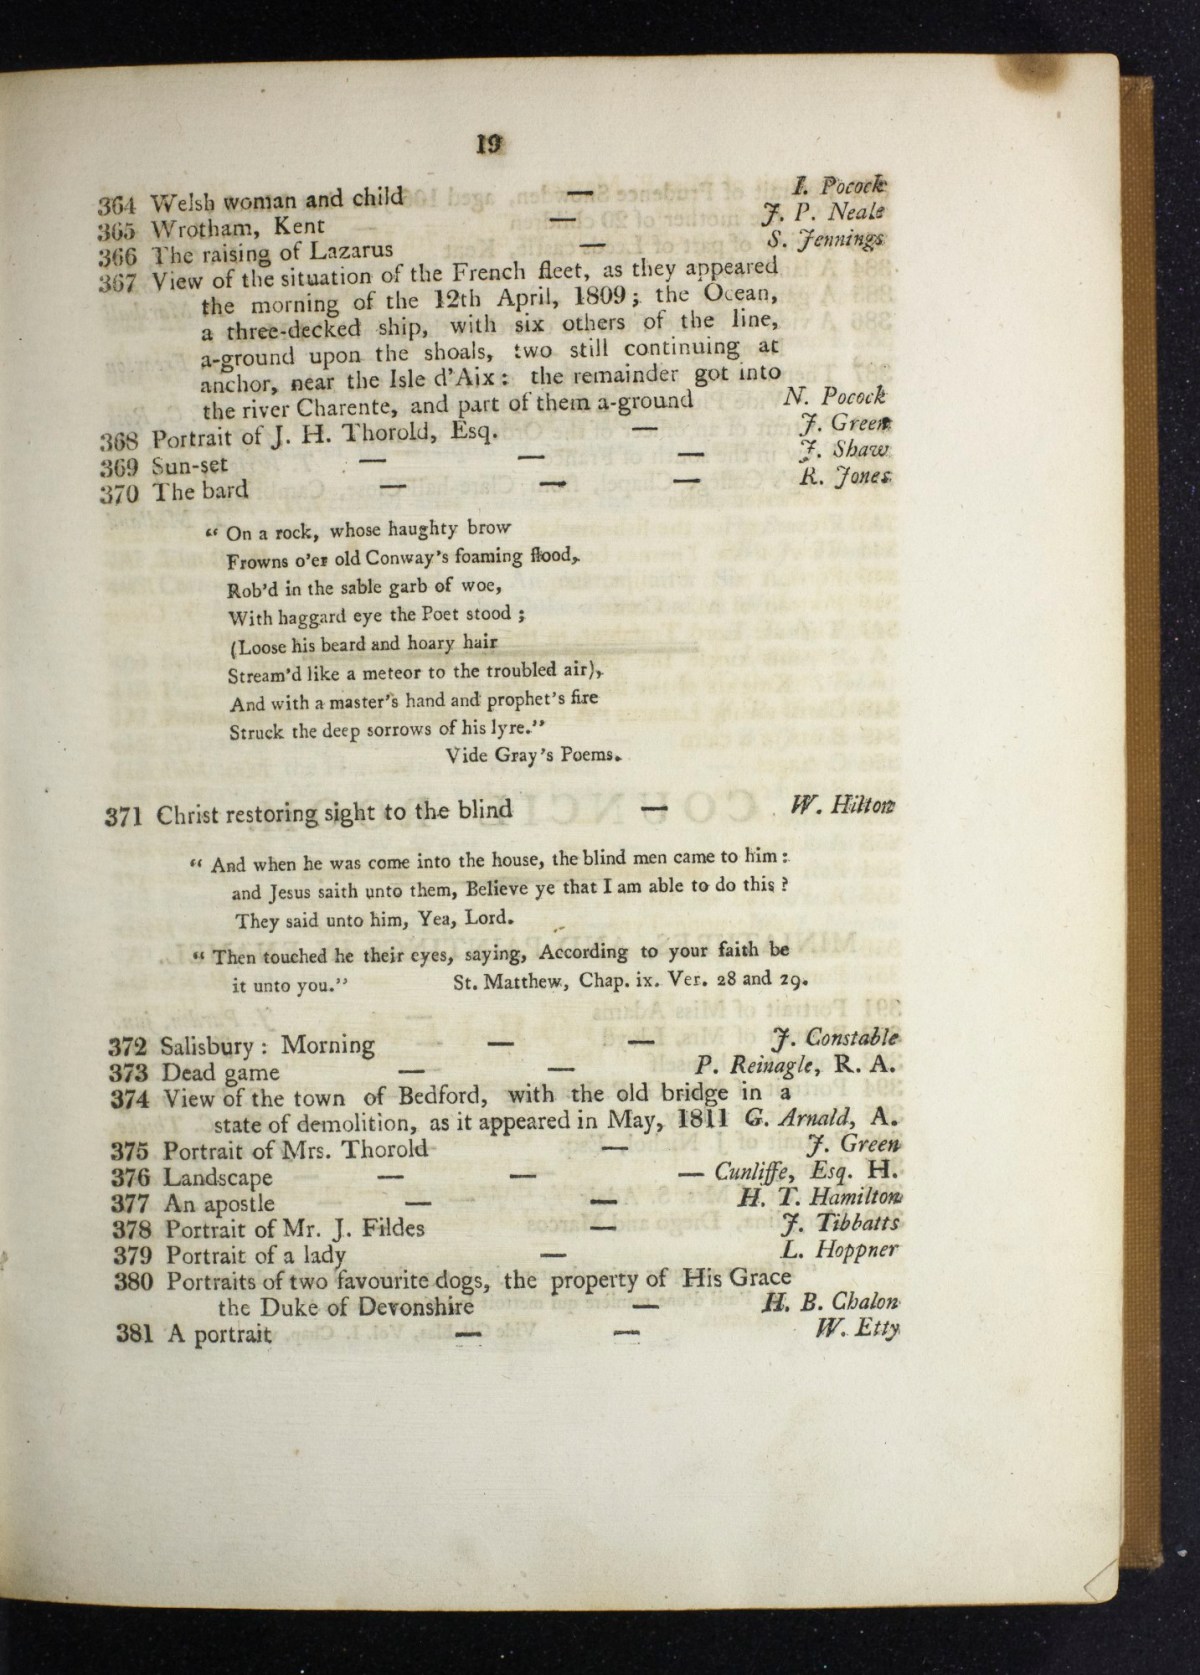 19
364 Welsh woman and child — I. Pocock
365 Wrotham, Kent — J. P. Neale
366 The raising of Lazarus — S. Jennings
367 View of the situation of the French fleet, as they appeared
the morning of the 12th April, 1809; the Ocean,
a three-decked ship, with six others of the line,
a-ground upon the shoals, two still continuing at
anchor, near the Isle d'Aix: the remainder got into
the river Charente, and part of them a-ground N. Pocock
368 Portrait of J. H. Thorold, Esq. — J. Green
369 Sun-set — — — J. Shaw
370 The bard — — — R. Jones
“ On a rock, whose haughty brow
Frowns o'er old Conway's foaming flood,
Rob'd in the sable garb of woe,
With haggard eye the Poet stood ;
(Loose his beard and hoary hair
Stream'd like a meteor to the troubled air),
And with a master's hand and prophet's fire
Struck the deep sorrows of his lyre.”
Vide Gray's Poems.
371 Christ restoring sight to the blind — W. Hilton
“ And when he was come into the house, the blind men came to him :
and Jesus saith unto them, Believe ye that I am able to do this ?
They said unto him, Yea, Lord.
“ Then touched he their eyes, saying, According to your faith be
it unto you.” St. Matthew, Chap. ix. Ver. 28 and 29.
372 Salisbury : Morning — — J. Constable
373 Dead game — — P. Reinagle, R. A.
374 View of the town of Bedford, with the old bridge in a
state of demolition, as it appeared in May, 1811 G. Arnald, A.
375 Portrait of Mrs. Thorold — J. Green
376 Landscape — — — Cunliffe, Esq. H.
377 An apostle — — H. T. Hamilton
378 Portrait of Mr. J. Fildes — J. Tibbatts
379 Portrait of a lady — L. Hoppner
380 Portraits of two favourite dogs, the property of His Grace
the Duke of Devonshire — H. B. Chalon
381 A portrait — — W. Etty